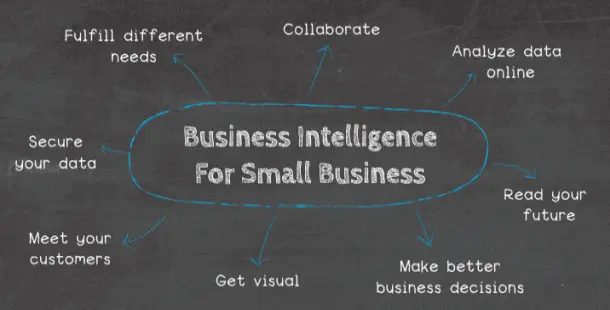 Fulfill different
needs
Collaborate
Analyze data
online
Secure
your data
Business Intelligence
For Small Business
Read your
future
Meet your
customers
Get visual
Make better
business decisions